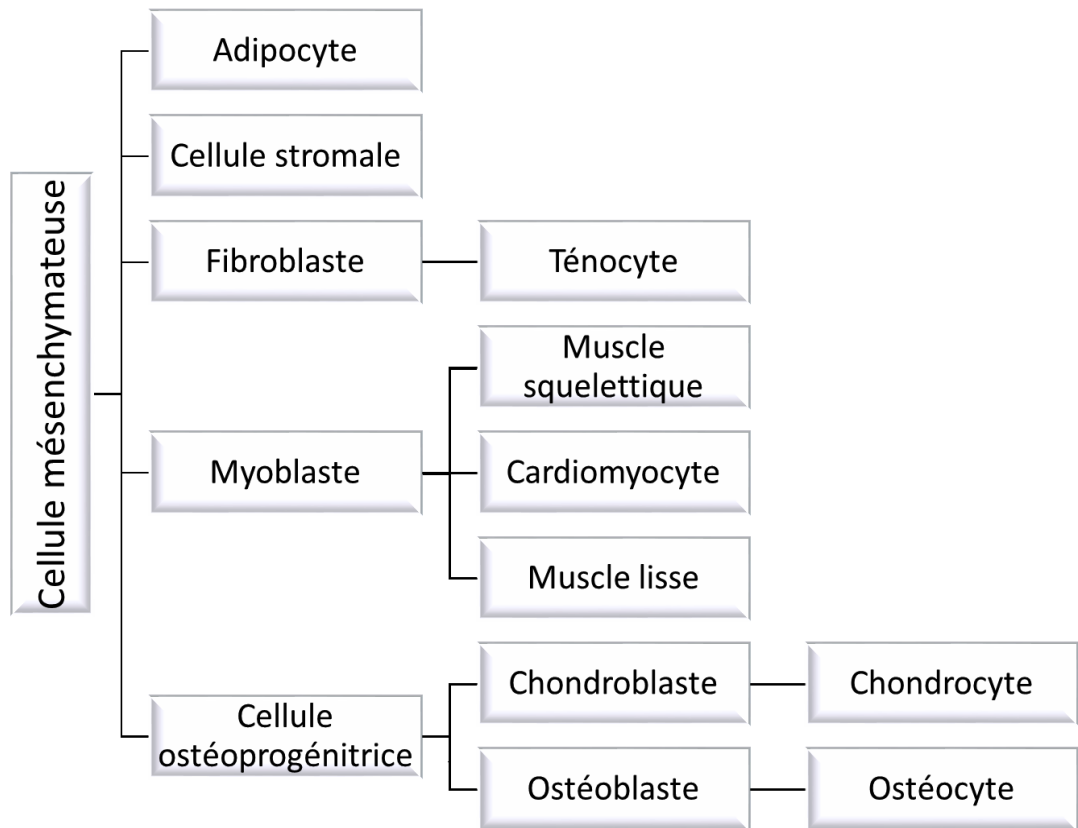 Cellule mésenchymateuse
Adipocyte
Cellule stromale
Fibroblaste
Ténocyte
Myoblaste
Muscle
squelettique
Cardiomyocyte
Muscle lisse
Cellule
ostéoprogénitrice
Chondroblaste
Chondrocyte
Ostéoblaste
Ostéocyte